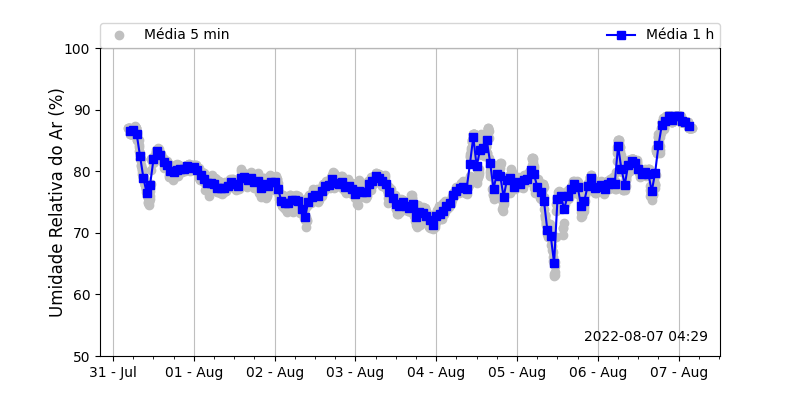 Média 5 min
Média 1 h
Umidade Relativa do Ar (%)
100
90
80
70
60
50
2022-08-07 04:29
31 - Jul
01 - Aug
02 - Aug
03 - Aug
04 - Aug
05 - Aug
06 - Aug
07 - Aug